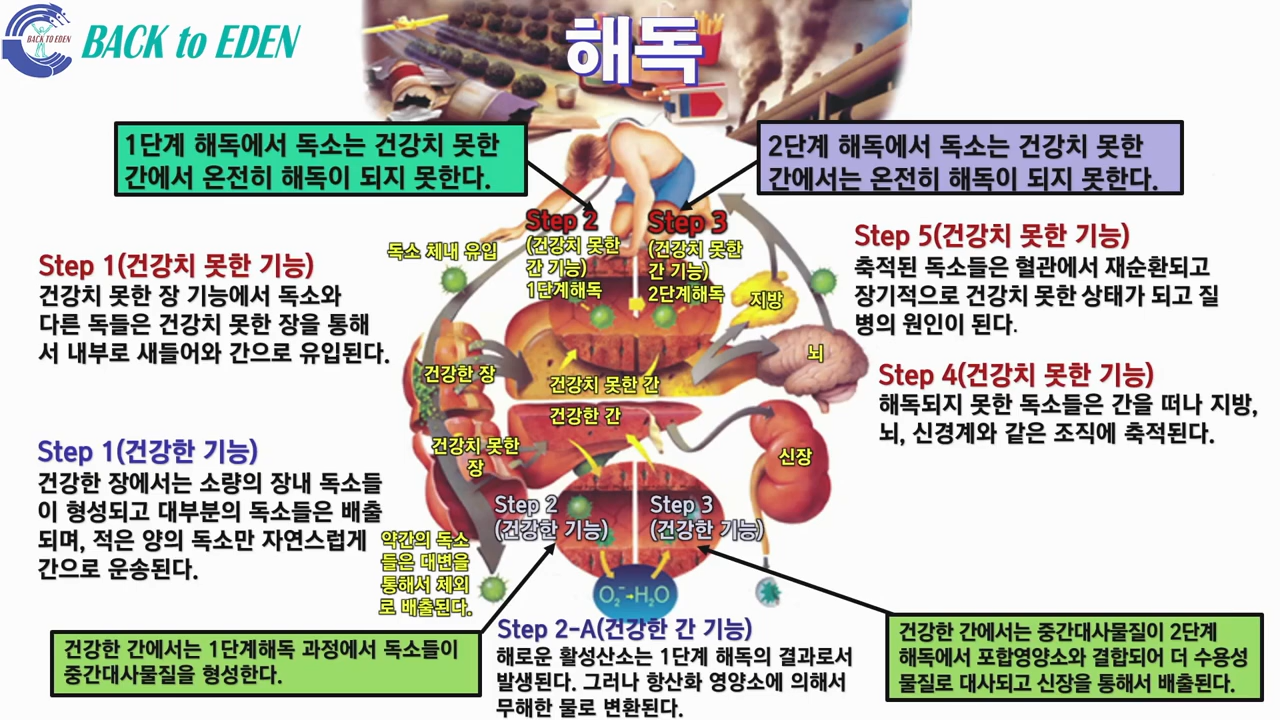 BACK TO EDEN
BACK to EDEN
해독
1단계 해독에서 독소는 건강치 못한
간에서 온전히 해독이 되지 못한다.
2단계 해독에서 독소는 건강치 못한
간에서는 온전히 해독이 되지 못한다.
Step 1(건강치 못한 기능)
건강치 못한 장 기능에서 독소와
다른 독들은 건강치 못한 장을 통해
서 내부로 새들어와 간으로 유입된다.
Step 1(건강한 기능)
건강한 장에서는 소량의 장내 독소들
이 형성되고 대부분의 독소들은 배출
되며, 적은 양의 독소만 자연스럽게
간으로 운송된다.
독소 체내 유입
Step 2
(건강치 못한
간 기능)
1단계해독
Step 3
(건강치 못한
간 기능)
2단계해독
지방
뇌
건강한 장
건강치 못한 간
건강한 간
건강치 못한
장
신장
Step 2
(건강한 기능)
Step 3
(건강한 기능)
약간의 독소
들은 대변을
통해서 체외
로 배출된다.
O₂⁻→H₂O
Step 5(건강치 못한 기능)
축적된 독소들은 혈관에서 재순환되고
장기적으로 건강치 못한 상태가 되고 질
병의 원인이 된다.
Step 4(건강치 못한 기능)
해독되지 못한 독소들은 간을 떠나 지방,
뇌, 신경계와 같은 조직에 축적된다.
건강한 간에서는 1단계해독 과정에서 독소들이
중간대사물질을 형성한다.
Step 2-A(건강한 간 기능)
해로운 활성산소는 1단계 해독의 결과로서
발생된다. 그러나 항산화 영양소에 의해서
무해한 물로 변환된다.
건강한 간에서는 중간대사물질이 2단계
해독에서 포합영양소와 결합되어 더 수용성
물질로 대사되고 신장을 통해서 배출된다.